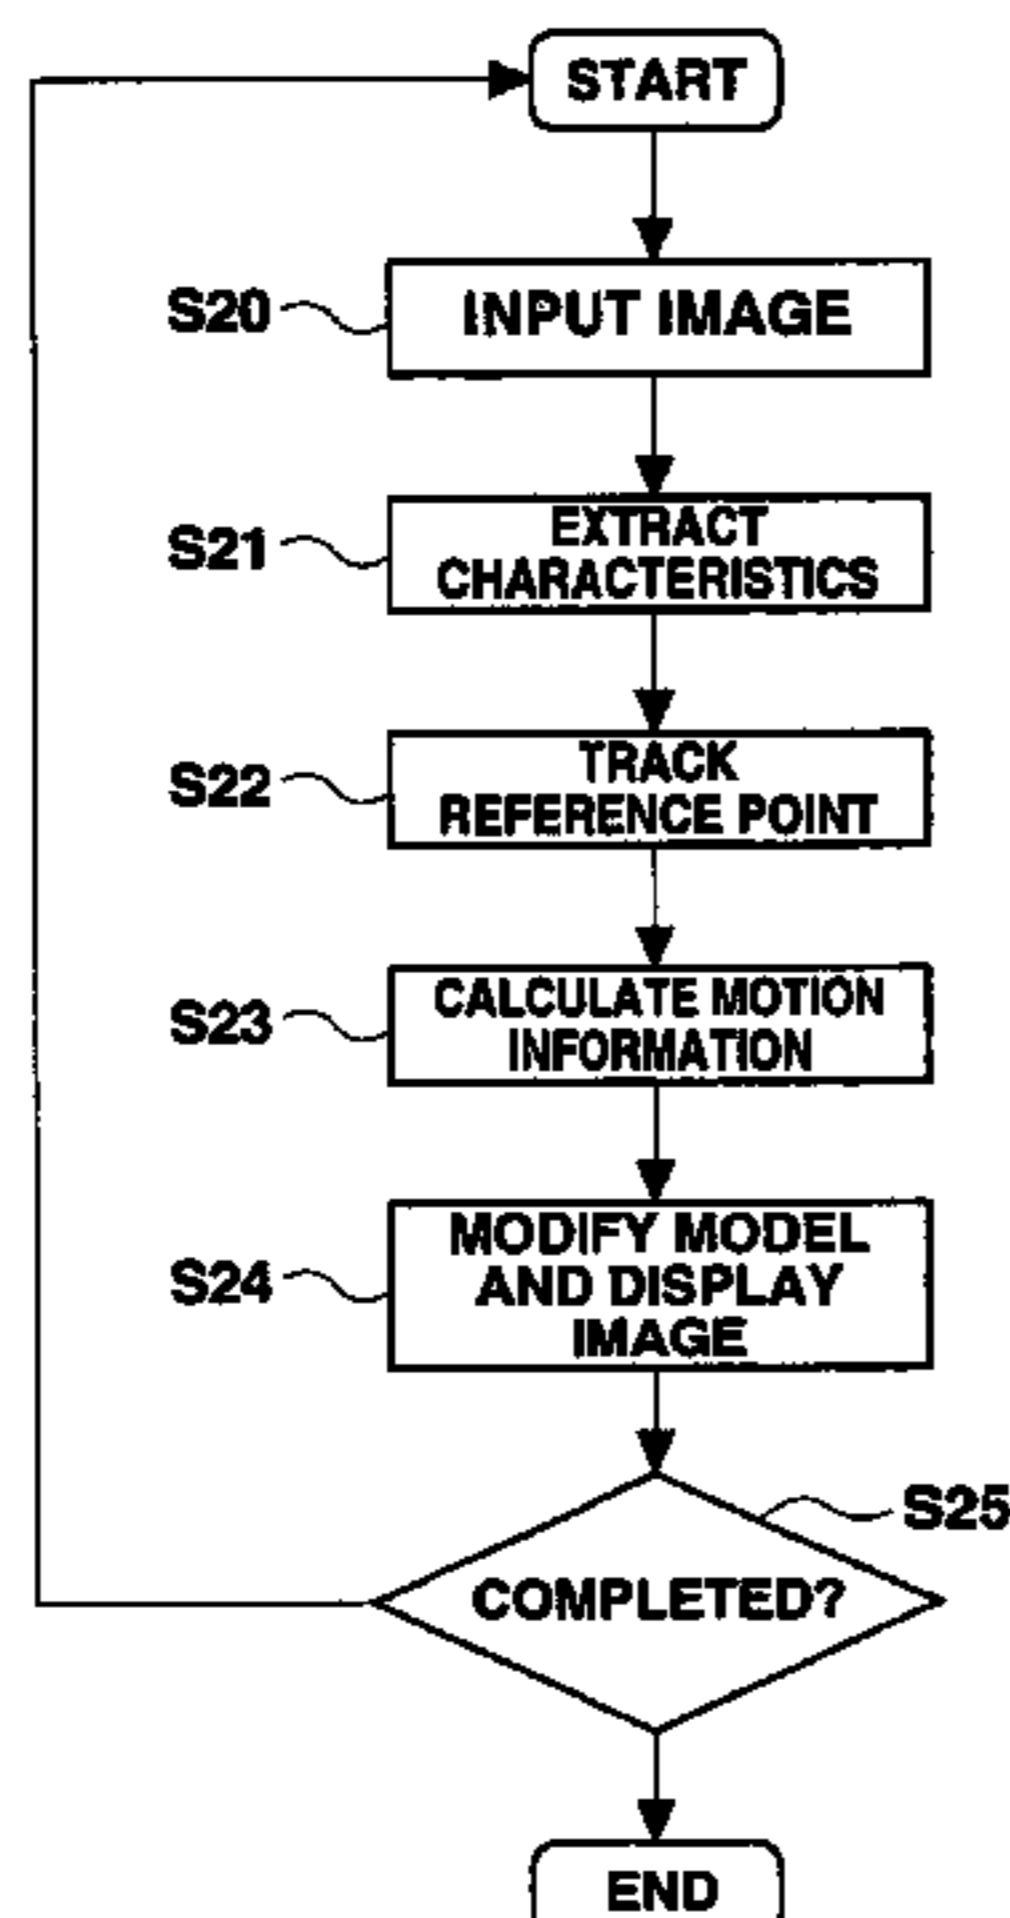 START
S20
INPUT IMAGE
S21
EXTRACT
CHARACTERISTICS
S22
TRACK
REFERENCE POINT
S23
CALCULATE MOTION
INFORMATION
S24
MODIFY MODEL
AND DISPLAY
IMAGE
S25
COMPLETED?
END